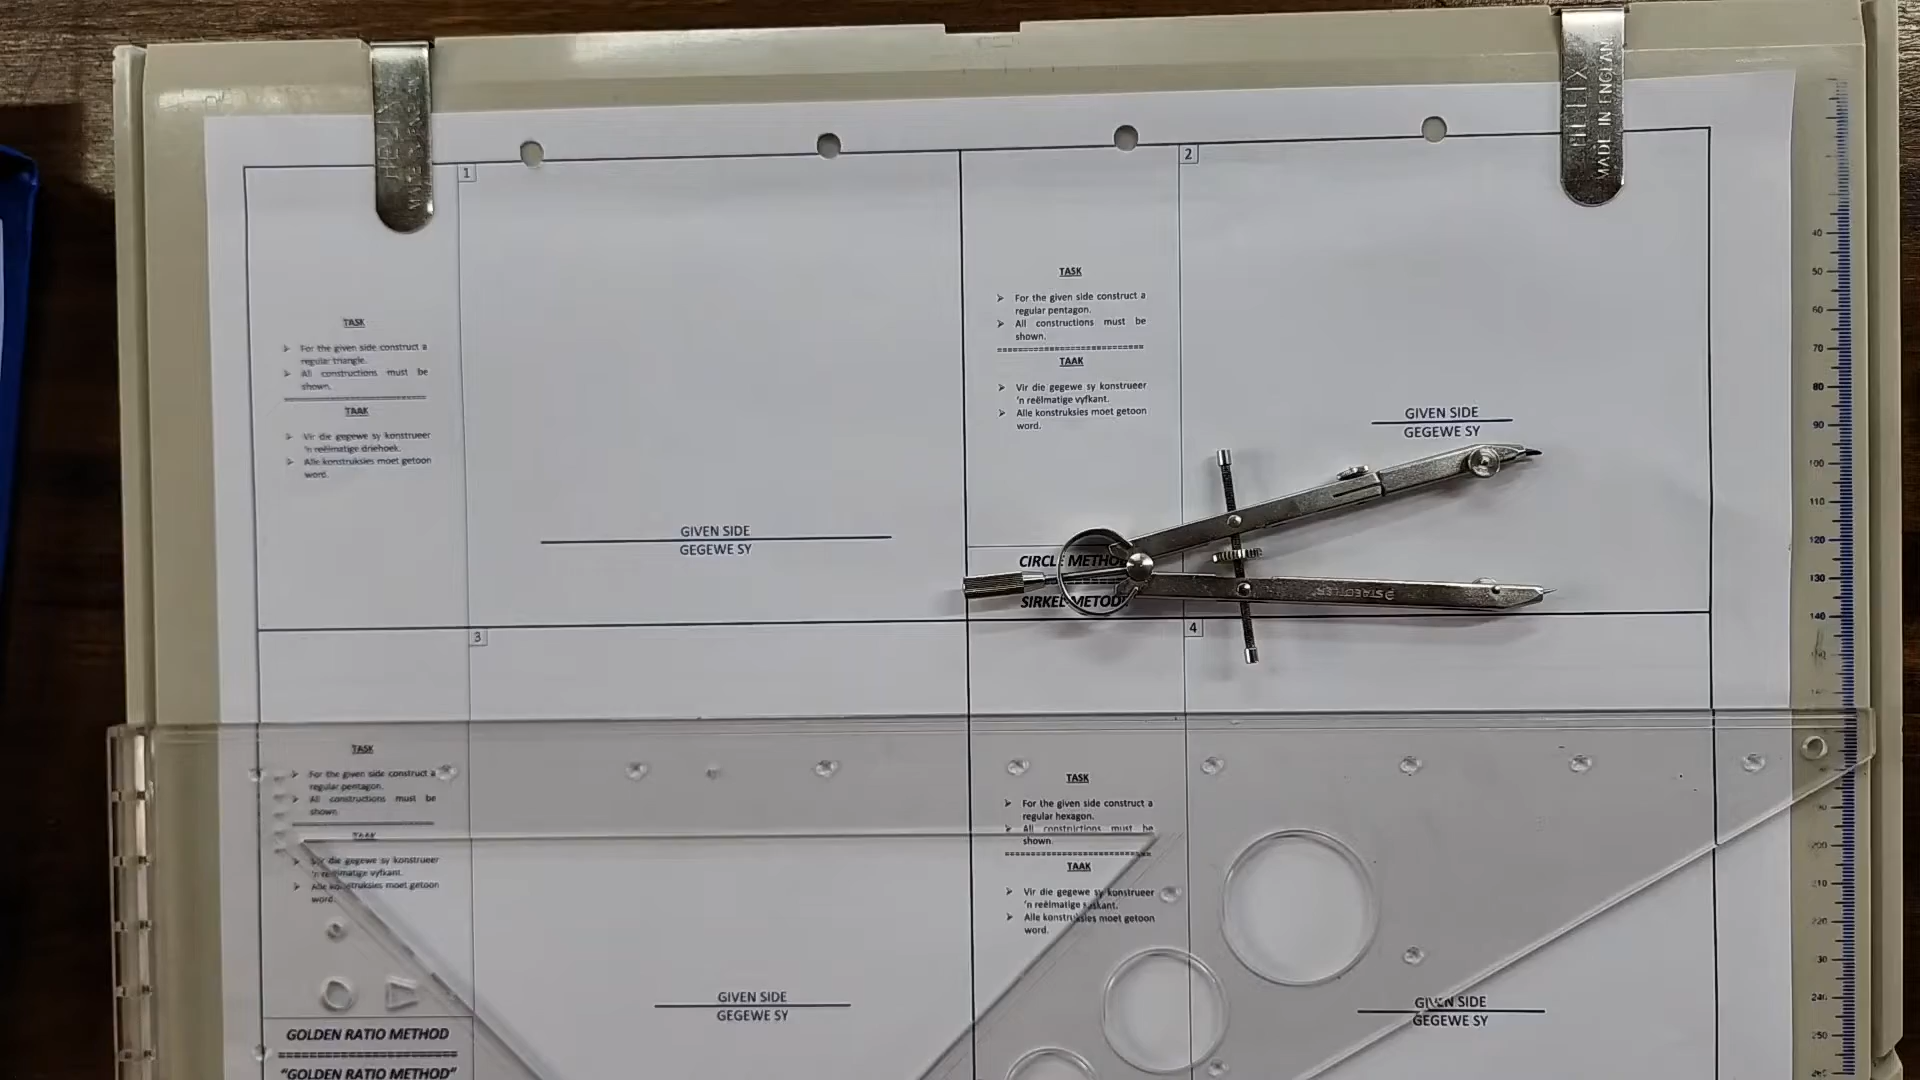 HELIX
MADE IN ENGLAN
1
TASK
➢ For the given side construct a
regular triangle.
➢ All constructions must be
shown.
TAAK
➢ Vir die gegewe sy konstrueer
'n reëlmatige driehoek.
➢ Alle konstruksies moet getoon
word.
GIVEN SIDE
GEGEWE SY
2
TASK
➢ For the given side construct a
regular pentagon.
➢ All constructions must be
shown.
TAAK
➢ Vir die gegewe sy konstrueer
'n reëlmatige vyfkant.
➢ Alle konstruksies moet getoon
word.
CIRCLE METHOD
SIRKEL METODE
GIVEN SIDE
GEGEWE SY
STAEDTLER
3
TASK
➢ For the given side construct a
regular pentagon.
➢ All constructions must be
shown.
TAAK
➢ Vir die gegewe sy konstrueer
'n reëlmatige vyfkant.
➢ Alle konstruksies moet getoon
word.
GOLDEN RATIO METHOD
"GOLDEN RATIO METHOD"
GIVEN SIDE
GEGEWE SY
4
TASK
➢ For the given side construct a
regular hexagon.
➢ All constructions must be
shown.
TAAK
➢ Vir die gegewe sy konstrueer
'n reëlmatige seskant.
➢ Alle konstruksies moet getoon
word.
GIVEN SIDE
GEGEWE SY
40
50
60
70
80
90
100
110
120
130
140
200
210
220
230
240
250